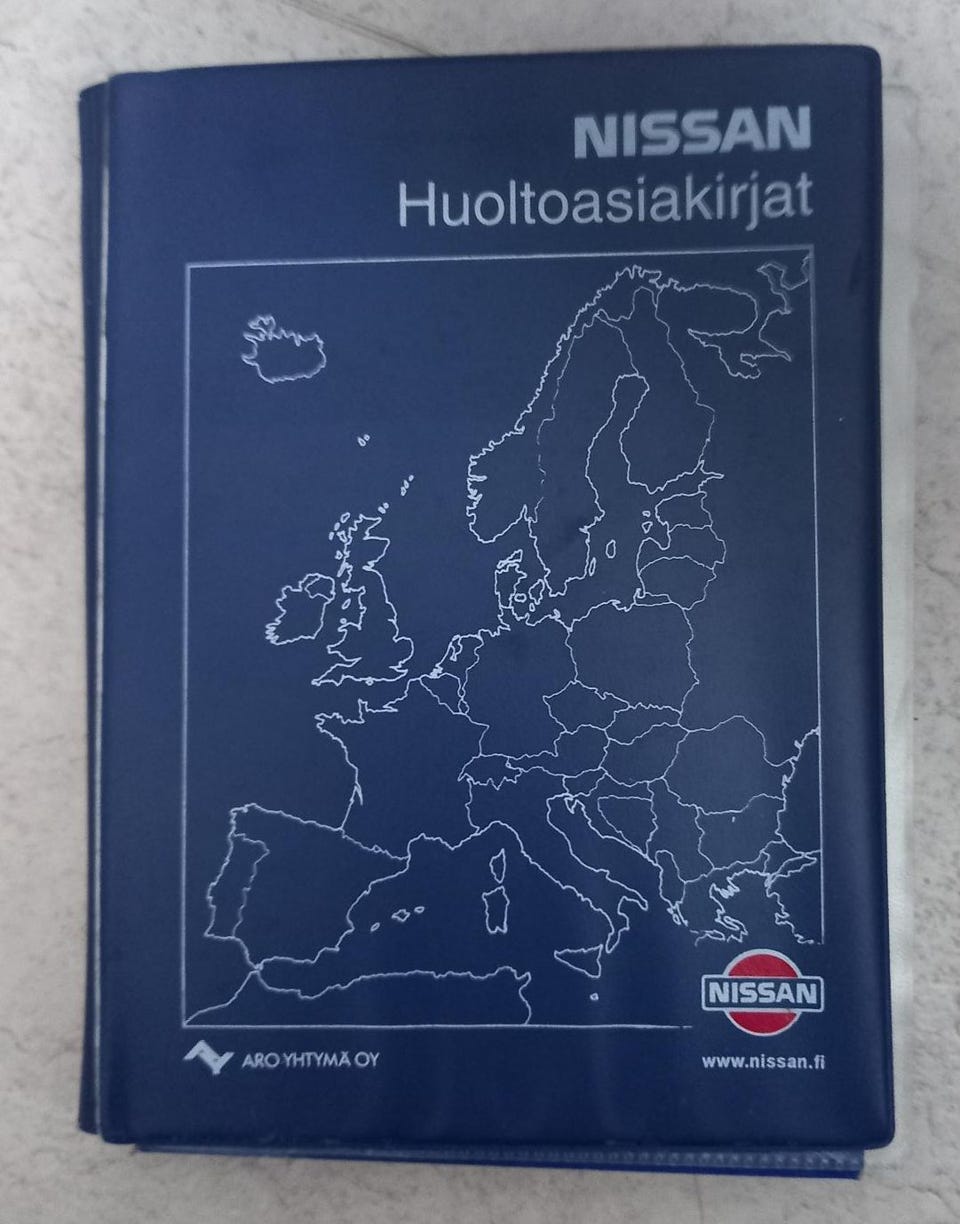 NISSAN
Huoltoasiakirjat
NISSAN
ARO-YHTYMÄ OY
www.nissan.fi